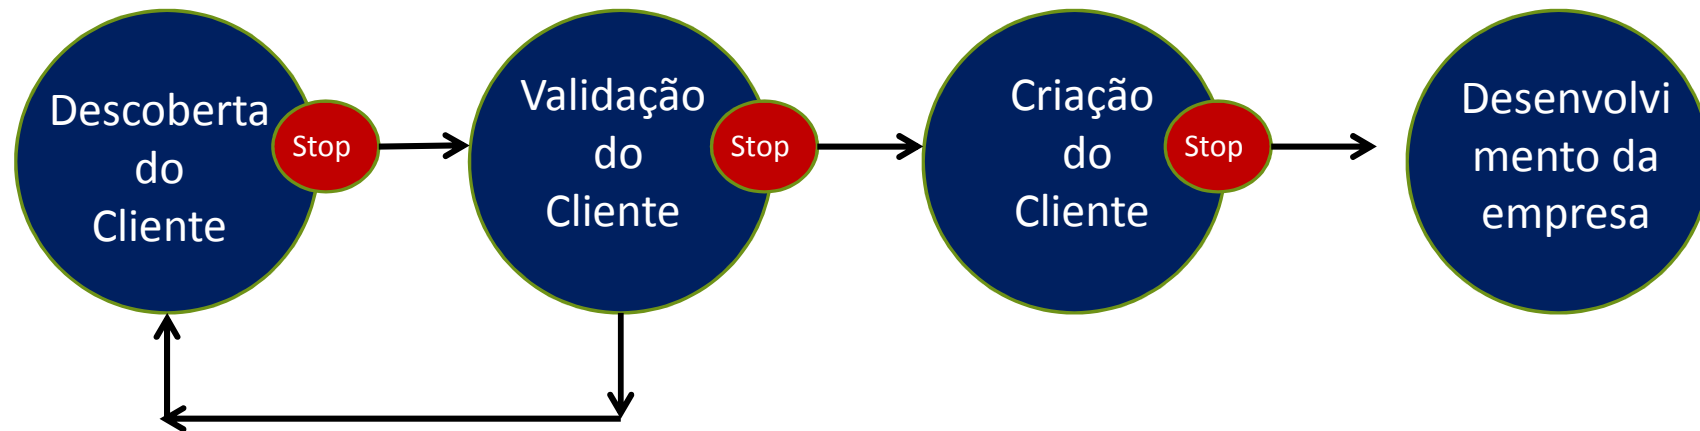 Descoberta
do
Cliente
Stop
Validação
do
Cliente
Stop
Criação
do
Cliente
Stop
Desenvolvi
mento da
empresa